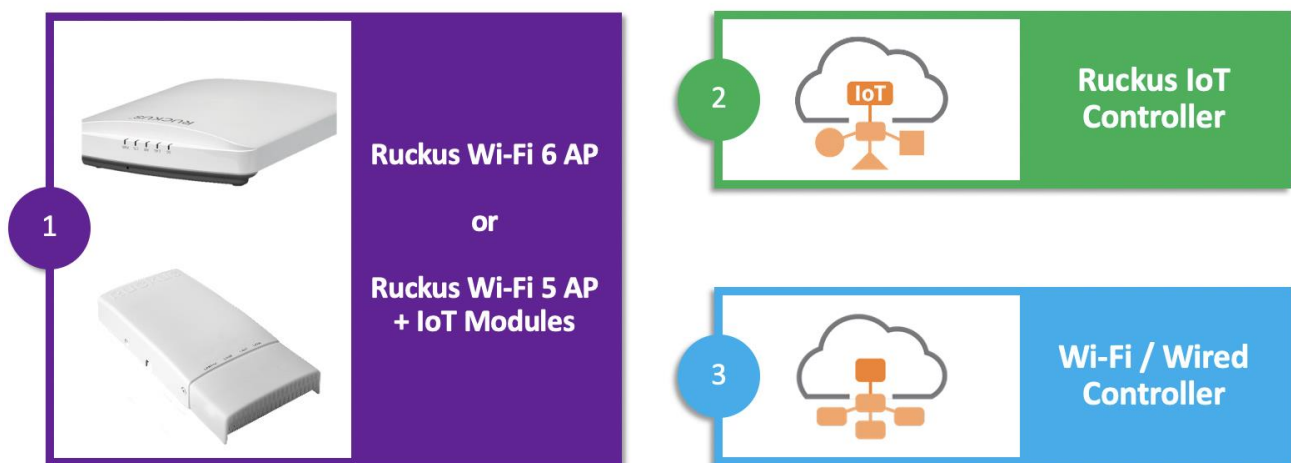 1
RUCKUS
Ruckus Wi-Fi 6 AP
or
Ruckus Wi-Fi 5 AP
+ IoT Modules
2
IoT
Ruckus IoT
Controller
3
Wi-Fi / Wired
Controller